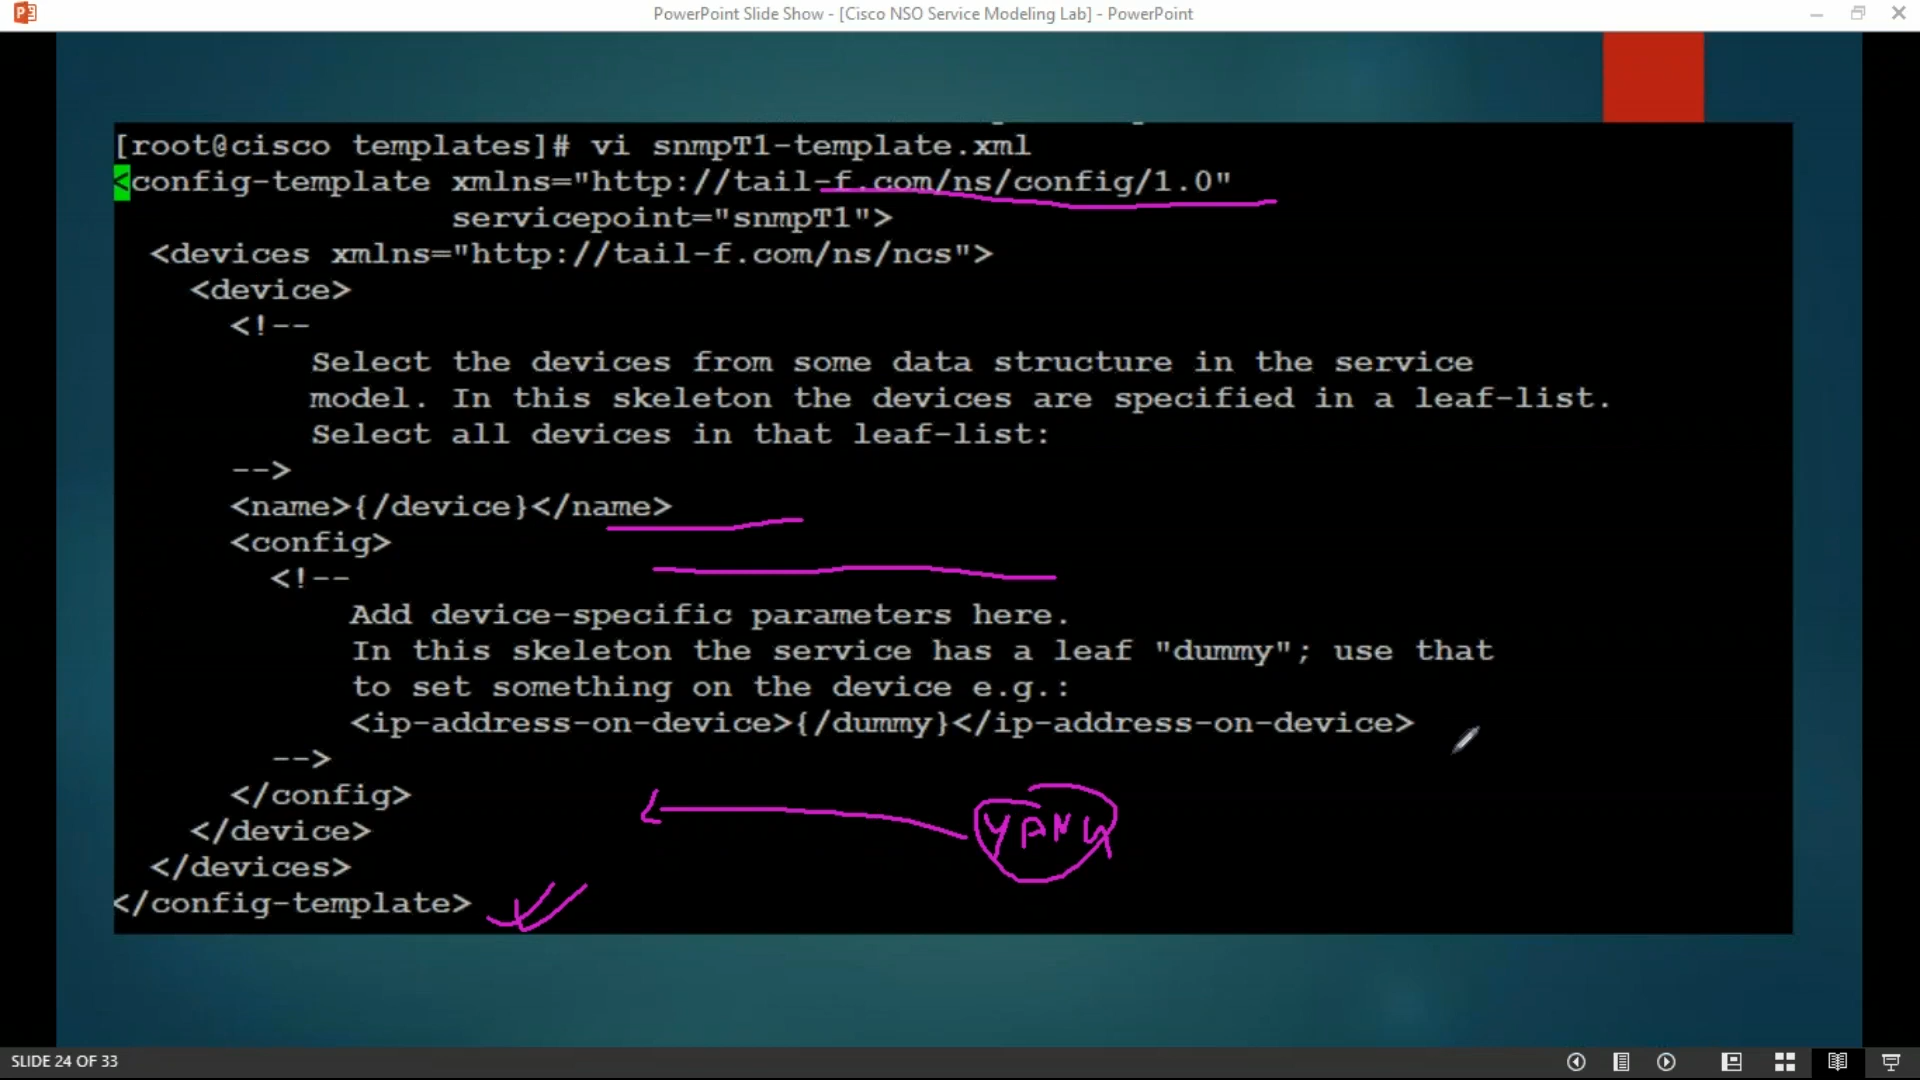 PowerPoint Slide Show - [Cisco NSO Service Modeling Lab] - PowerPoint
[root@cisco templates]# vi snmpT1-template.xml
<config-template xmlns="http://tail-f.com/ns/config/1.0"
servicepoint="snmpT1">
<devices xmlns="http://tail-f.com/ns/ncs">
<device>
<!--
Select the devices from some data structure in the service
model. In this skeleton the devices are specified in a leaf-list.
Select all devices in that leaf-list:
-->
<name>{/device}</name>
<config>
<!--
Add device-specific parameters here.
In this skeleton the service has a leaf "dummy"; use that
to set something on the device e.g.:
<ip-address-on-device>{/dummy}</ip-address-on-device>
-->
</config>
YANG
</device>
</devices>
</config-template>
SLIDE 24 OF 33